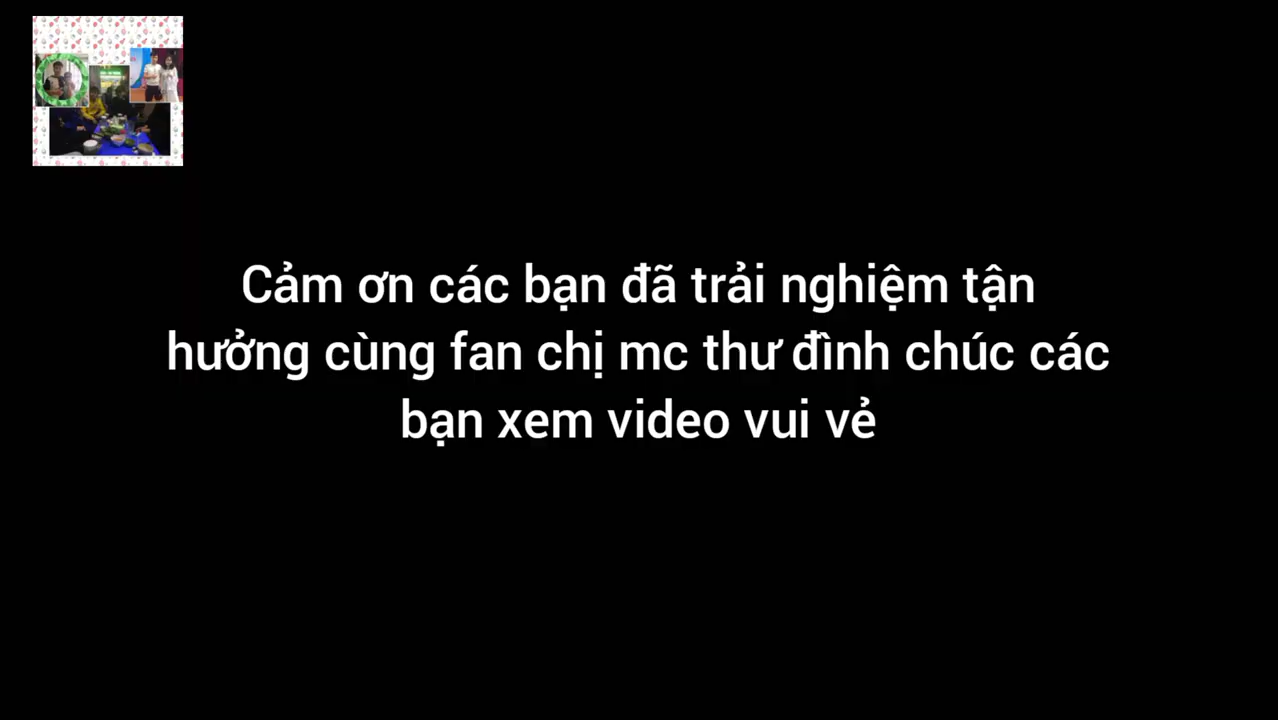 Cảm ơn các bạn đã trải nghiệm tận
hưởng cùng fan chị mc thư đình chúc các
bạn xem video vui vẻ